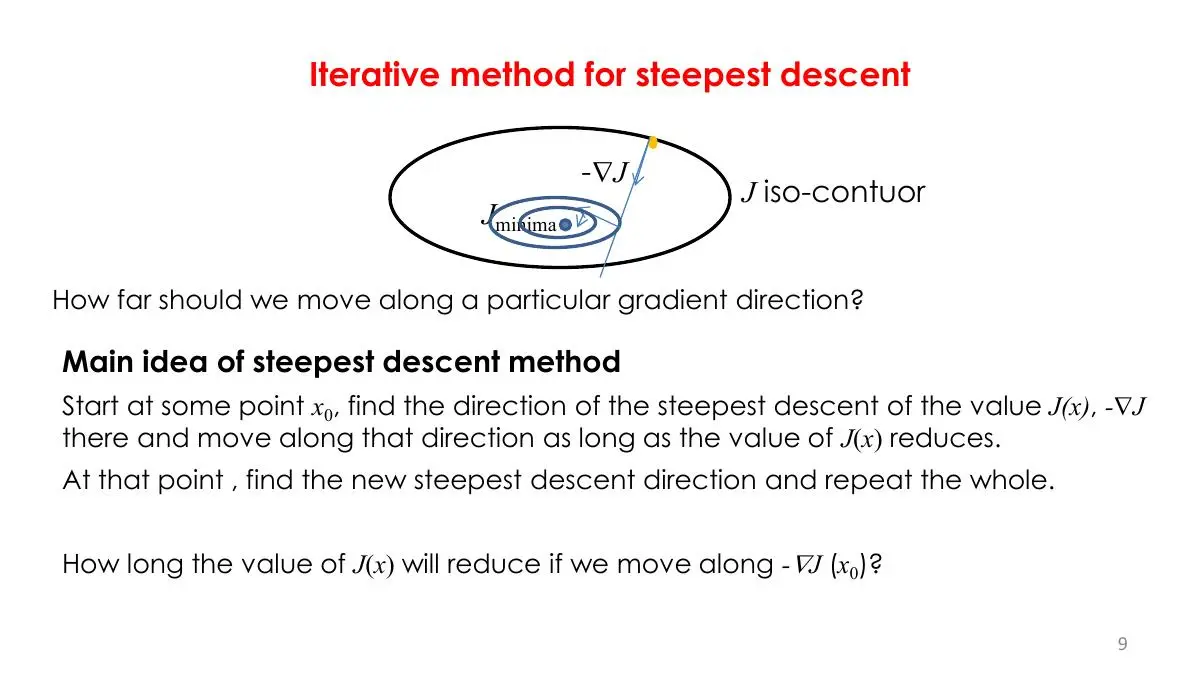 Iterative method for steepest descent
-∇J
J iso-contuor
Jminima
How far should we move along a particular gradient direction?
Main idea of steepest descent method
Start at some point x0, find the direction of the steepest descent of the value J(x), -∇J
there and move along that direction as long as the value of J(x) reduces.
At that point , find the new steepest descent direction and repeat the whole.
How long the value of J(x) will reduce if we move along -∇J (x0)?
9